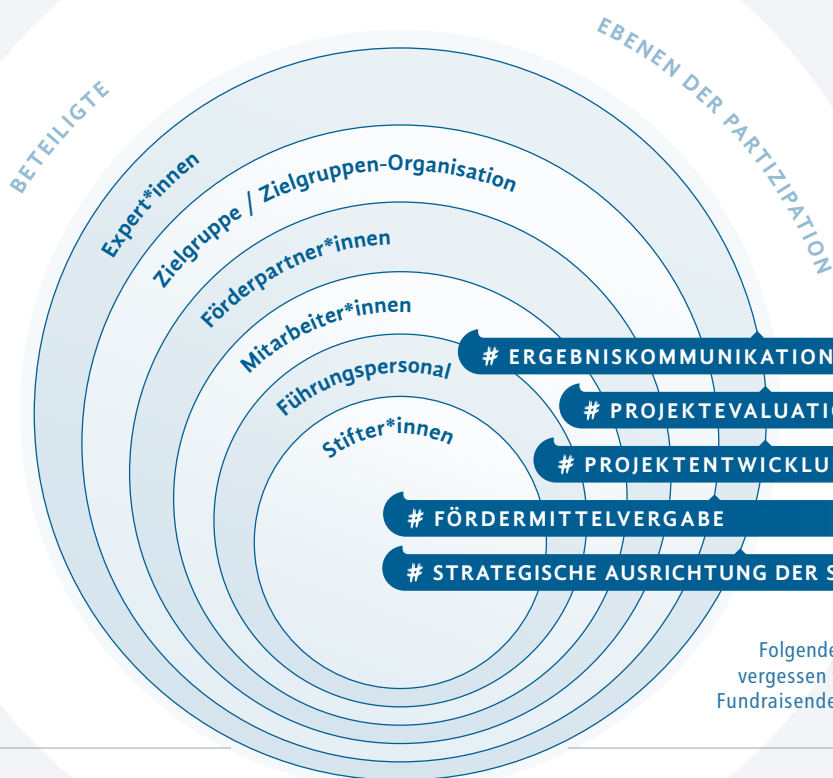 BETEILIGTE
EBENEN DER PARTIZIPATION
Expert*innen
Zielgruppe / Zielgruppen-Organisation
Förderpartner*innen
Mitarbeiter*innen
Führungspersonal
Stifter*innen
# ERGEBNISKOMMUNIKATION
# PROJEKTEVALUATIO
# PROJEKTENTWICKLU
# FÖRDERMITTELVERGABE
# STRATEGISCHE AUSRICHTUNG DER S
Folgende
vergessen
Fundraisende